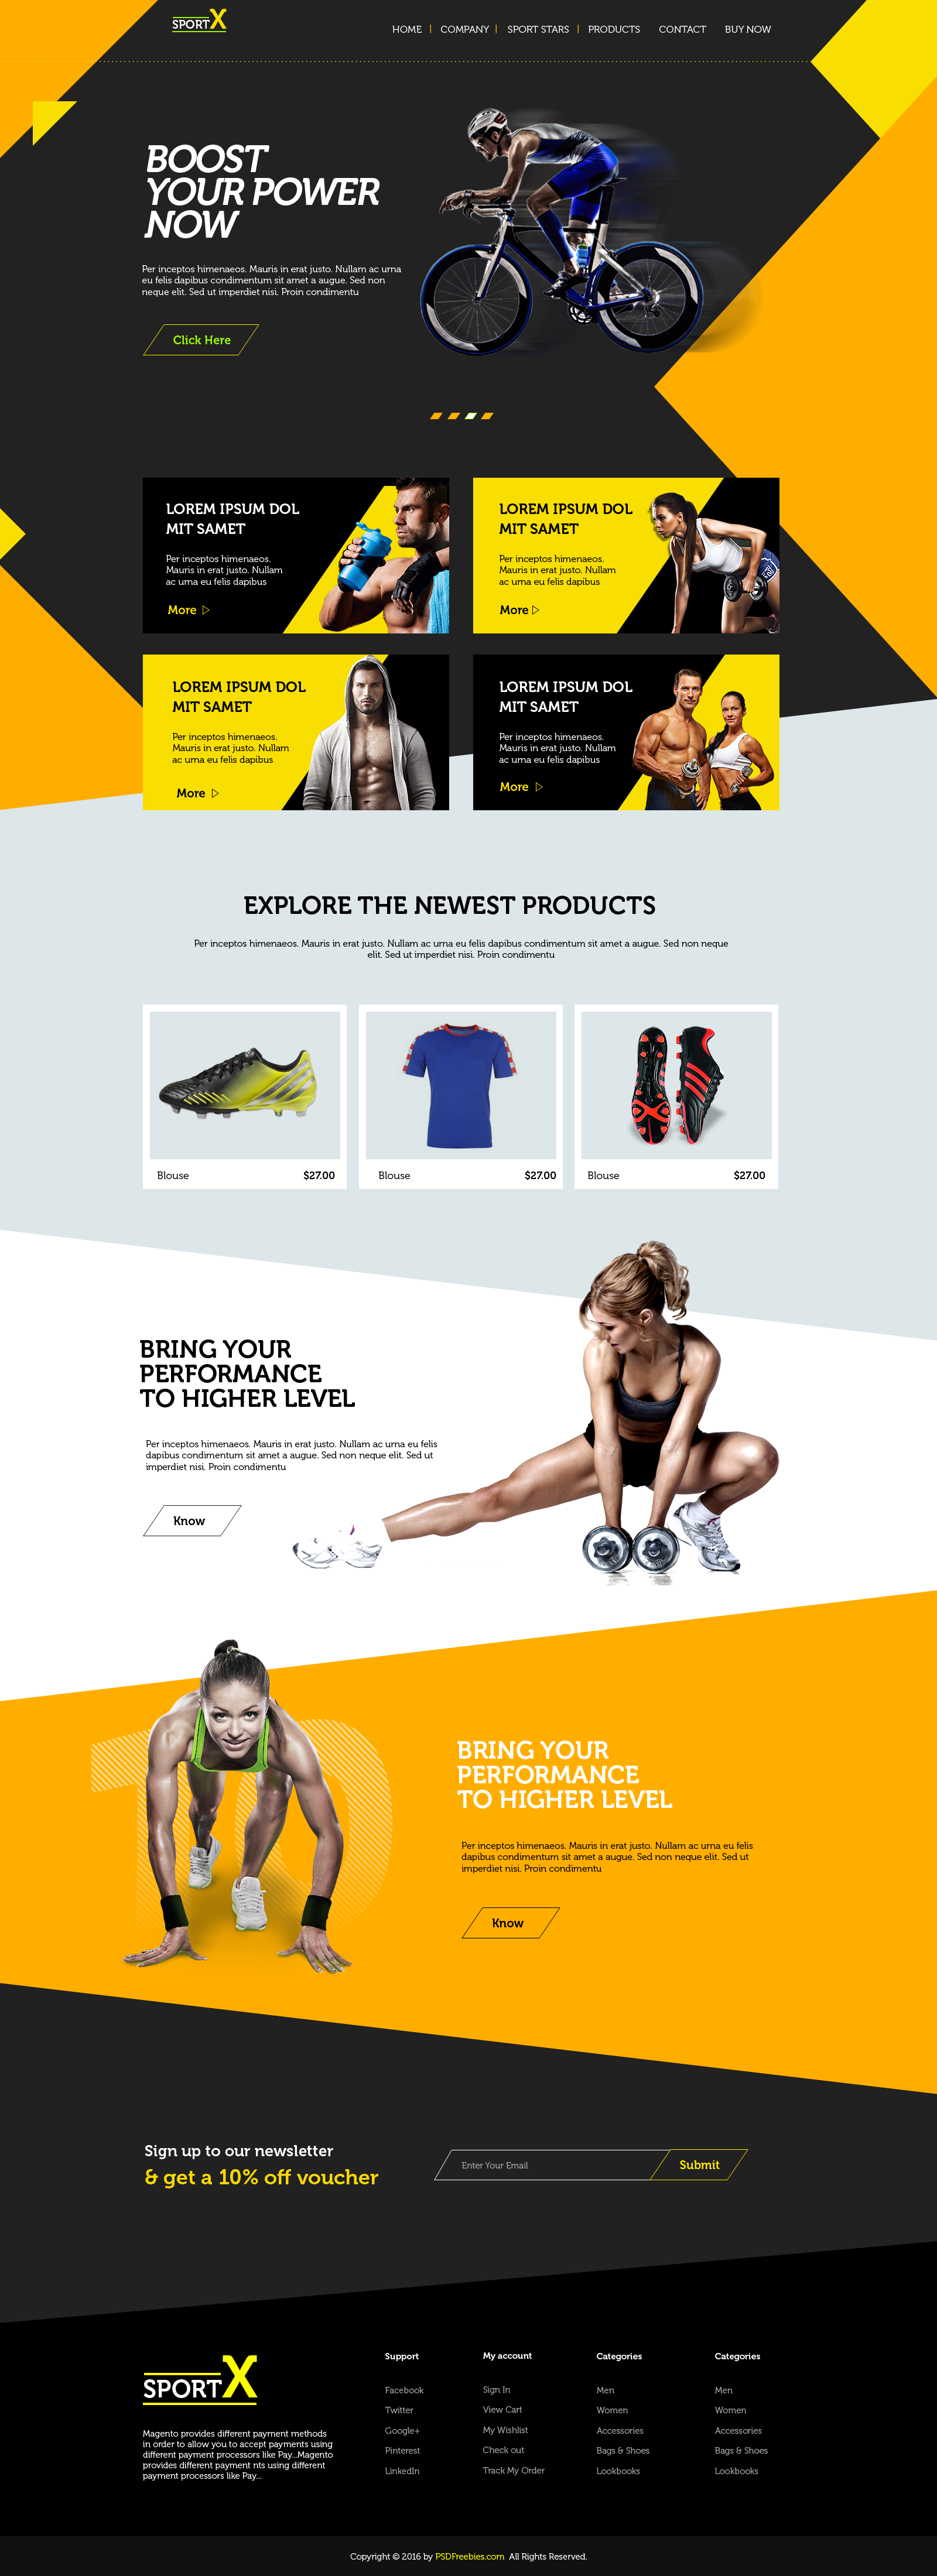 SPORTX
HOME COMPANY SPORT STARS PRODUCTS CONTACT BUY NOW
BOOST
YOUR POWER
NOW
Per inceptos himenaeos. Mauris in erat justo. Nullam ac urna
eu felis dapibus condimentum sit amet a augue. Sed non
neque elit. Sed ut imperdiet nisi. Proin condimentu
Click Here
LOREM IPSUM DOL
MIT SAMET
Per inceptos himenaeos.
Mauris in erat justo. Nullam
ac urna eu felis dapibus
More
LOREM IPSUM DOL
MIT SAMET
Per inceptos himenaeos.
Mauris in erat justo. Nullam
ac urna eu felis dapibus
More
LOREM IPSUM DOL
MIT SAMET
Per inceptos himenaeos.
Mauris in erat justo. Nullam
ac urna eu felis dapibus
More
LOREM IPSUM DOL
MIT SAMET
Per inceptos himenaeos.
Mauris in erat justo. Nullam
ac urna eu felis dapibus
More
EXPLORE THE NEWEST PRODUCTS
Per inceptos himenaeos. Mauris in erat justo. Nullam ac urna eu felis dapibus condimentum sit amet a augue. Sed non neque
elit. Sed ut imperdiet nisi. Proin condimentu
Blouse $27.00
Blouse $27.00
Blouse $27.00
BRING YOUR
PERFORMANCE
TO HIGHER LEVEL
Per inceptos himenaeos. Mauris in erat justo. Nullam ac urna eu felis
dapibus condimentum sit amet a augue. Sed non neque elit. Sed ut
imperdiet nisi. Proin condimentu
Know
10
BRING YOUR
PERFORMANCE
TO HIGHER LEVEL
Per inceptos himenaeos. Mauris in erat justo. Nullam ac urna eu felis
dapibus condimentum sit amet a augue. Sed non neque elit. Sed ut
imperdiet nisi. Proin condimentu
Know
Sign up to our newsletter
& get a 10% off voucher
Enter Your Email
Submit
SPORTX
Magento provides different payment methods
in order to allow you to accept payments using
different payment processors like Pay...Magento
provides different payment nts using different
payment processors like Pay...
Support
Facebook
Twitter
Google+
Pinterest
LinkedIn
My account
Sign In
View Cart
My Wishlist
Check out
Track My Order
Categories
Men
Women
Accessories
Bags & Shoes
Lookbooks
Categories
Men
Women
Accessories
Bags & Shoes
Lookbooks
Copyright © 2016 by PSDFreebies.com All Rights Reserved.